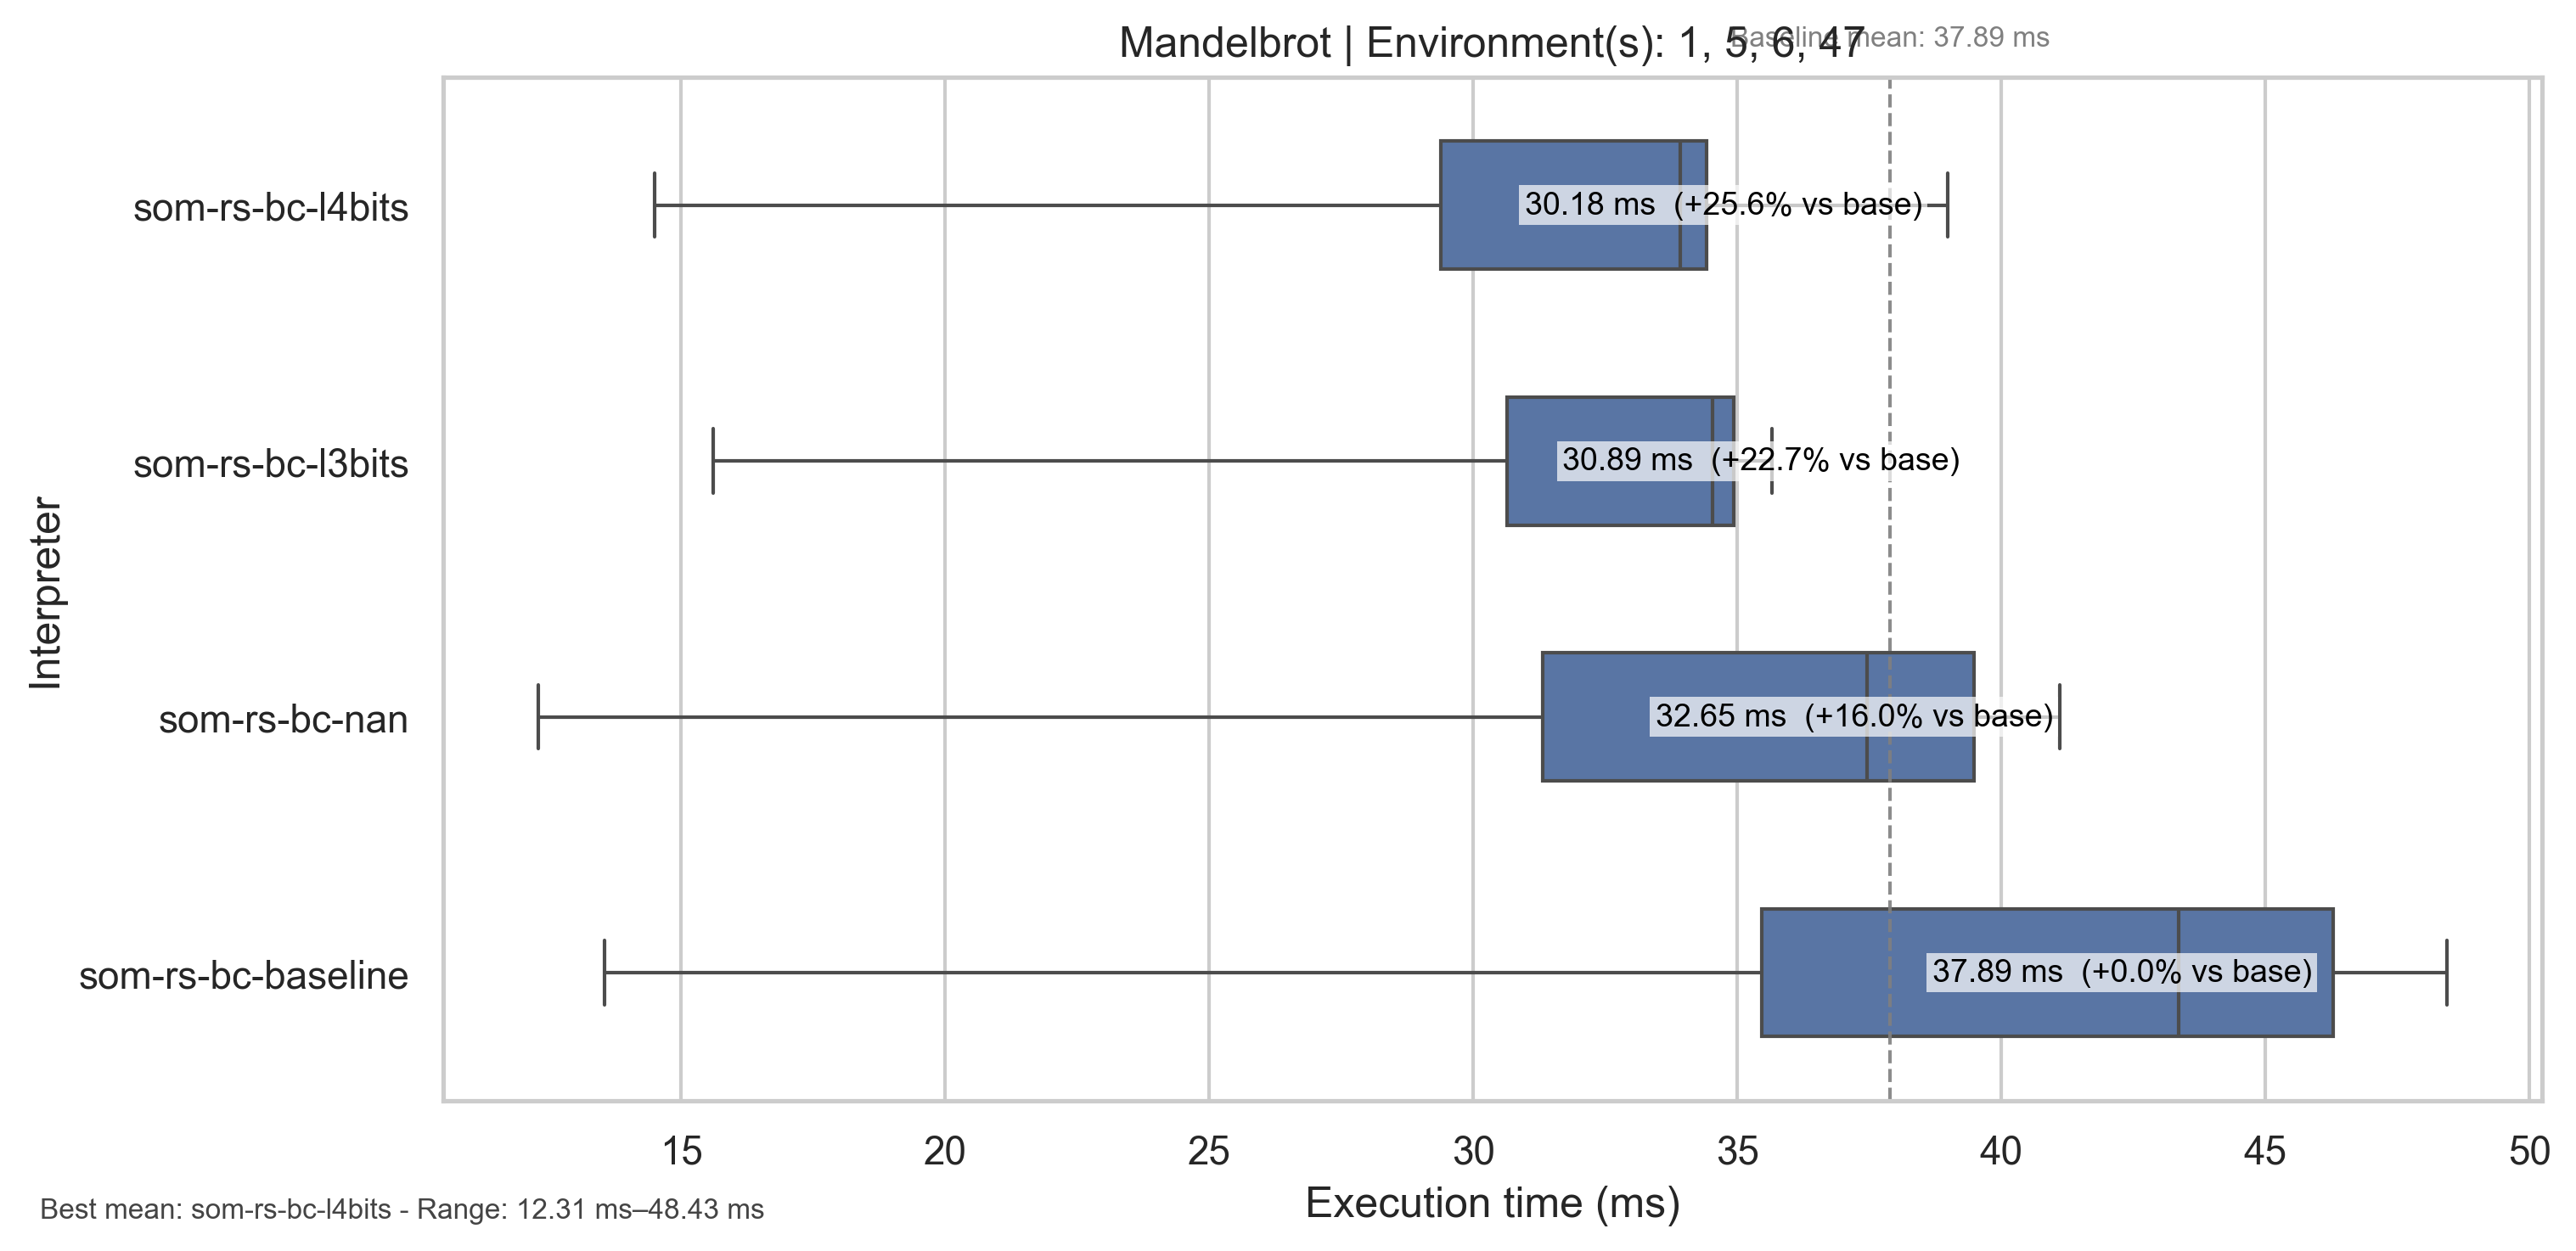 Mandelbrot | Environment(s): 1, 5, 6, 47
Baseline mean: 37.89 ms
Interpreter
som-rs-bc-l4bits
30.18 ms (+25.6% vs base)
som-rs-bc-l3bits
30.89 ms (+22.7% vs base)
som-rs-bc-nan
32.65 ms (+16.0% vs base)
som-rs-bc-baseline
37.89 ms (+0.0% vs base)
15 20 25 30 35 40 45 50
Execution time (ms)
Best mean: som-rs-bc-l4bits - Range: 12.31 ms–48.43 ms